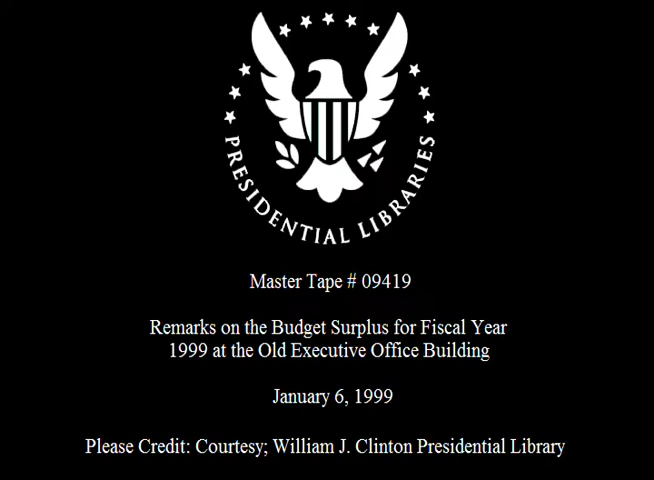 PRESIDENTIAL LIBRARIES
Master Tape # 09419
Remarks on the Budget Surplus for Fiscal Year
1999 at the Old Executive Office Building
January 6, 1999
Please Credit: Courtesy; William J. Clinton Presidential Library